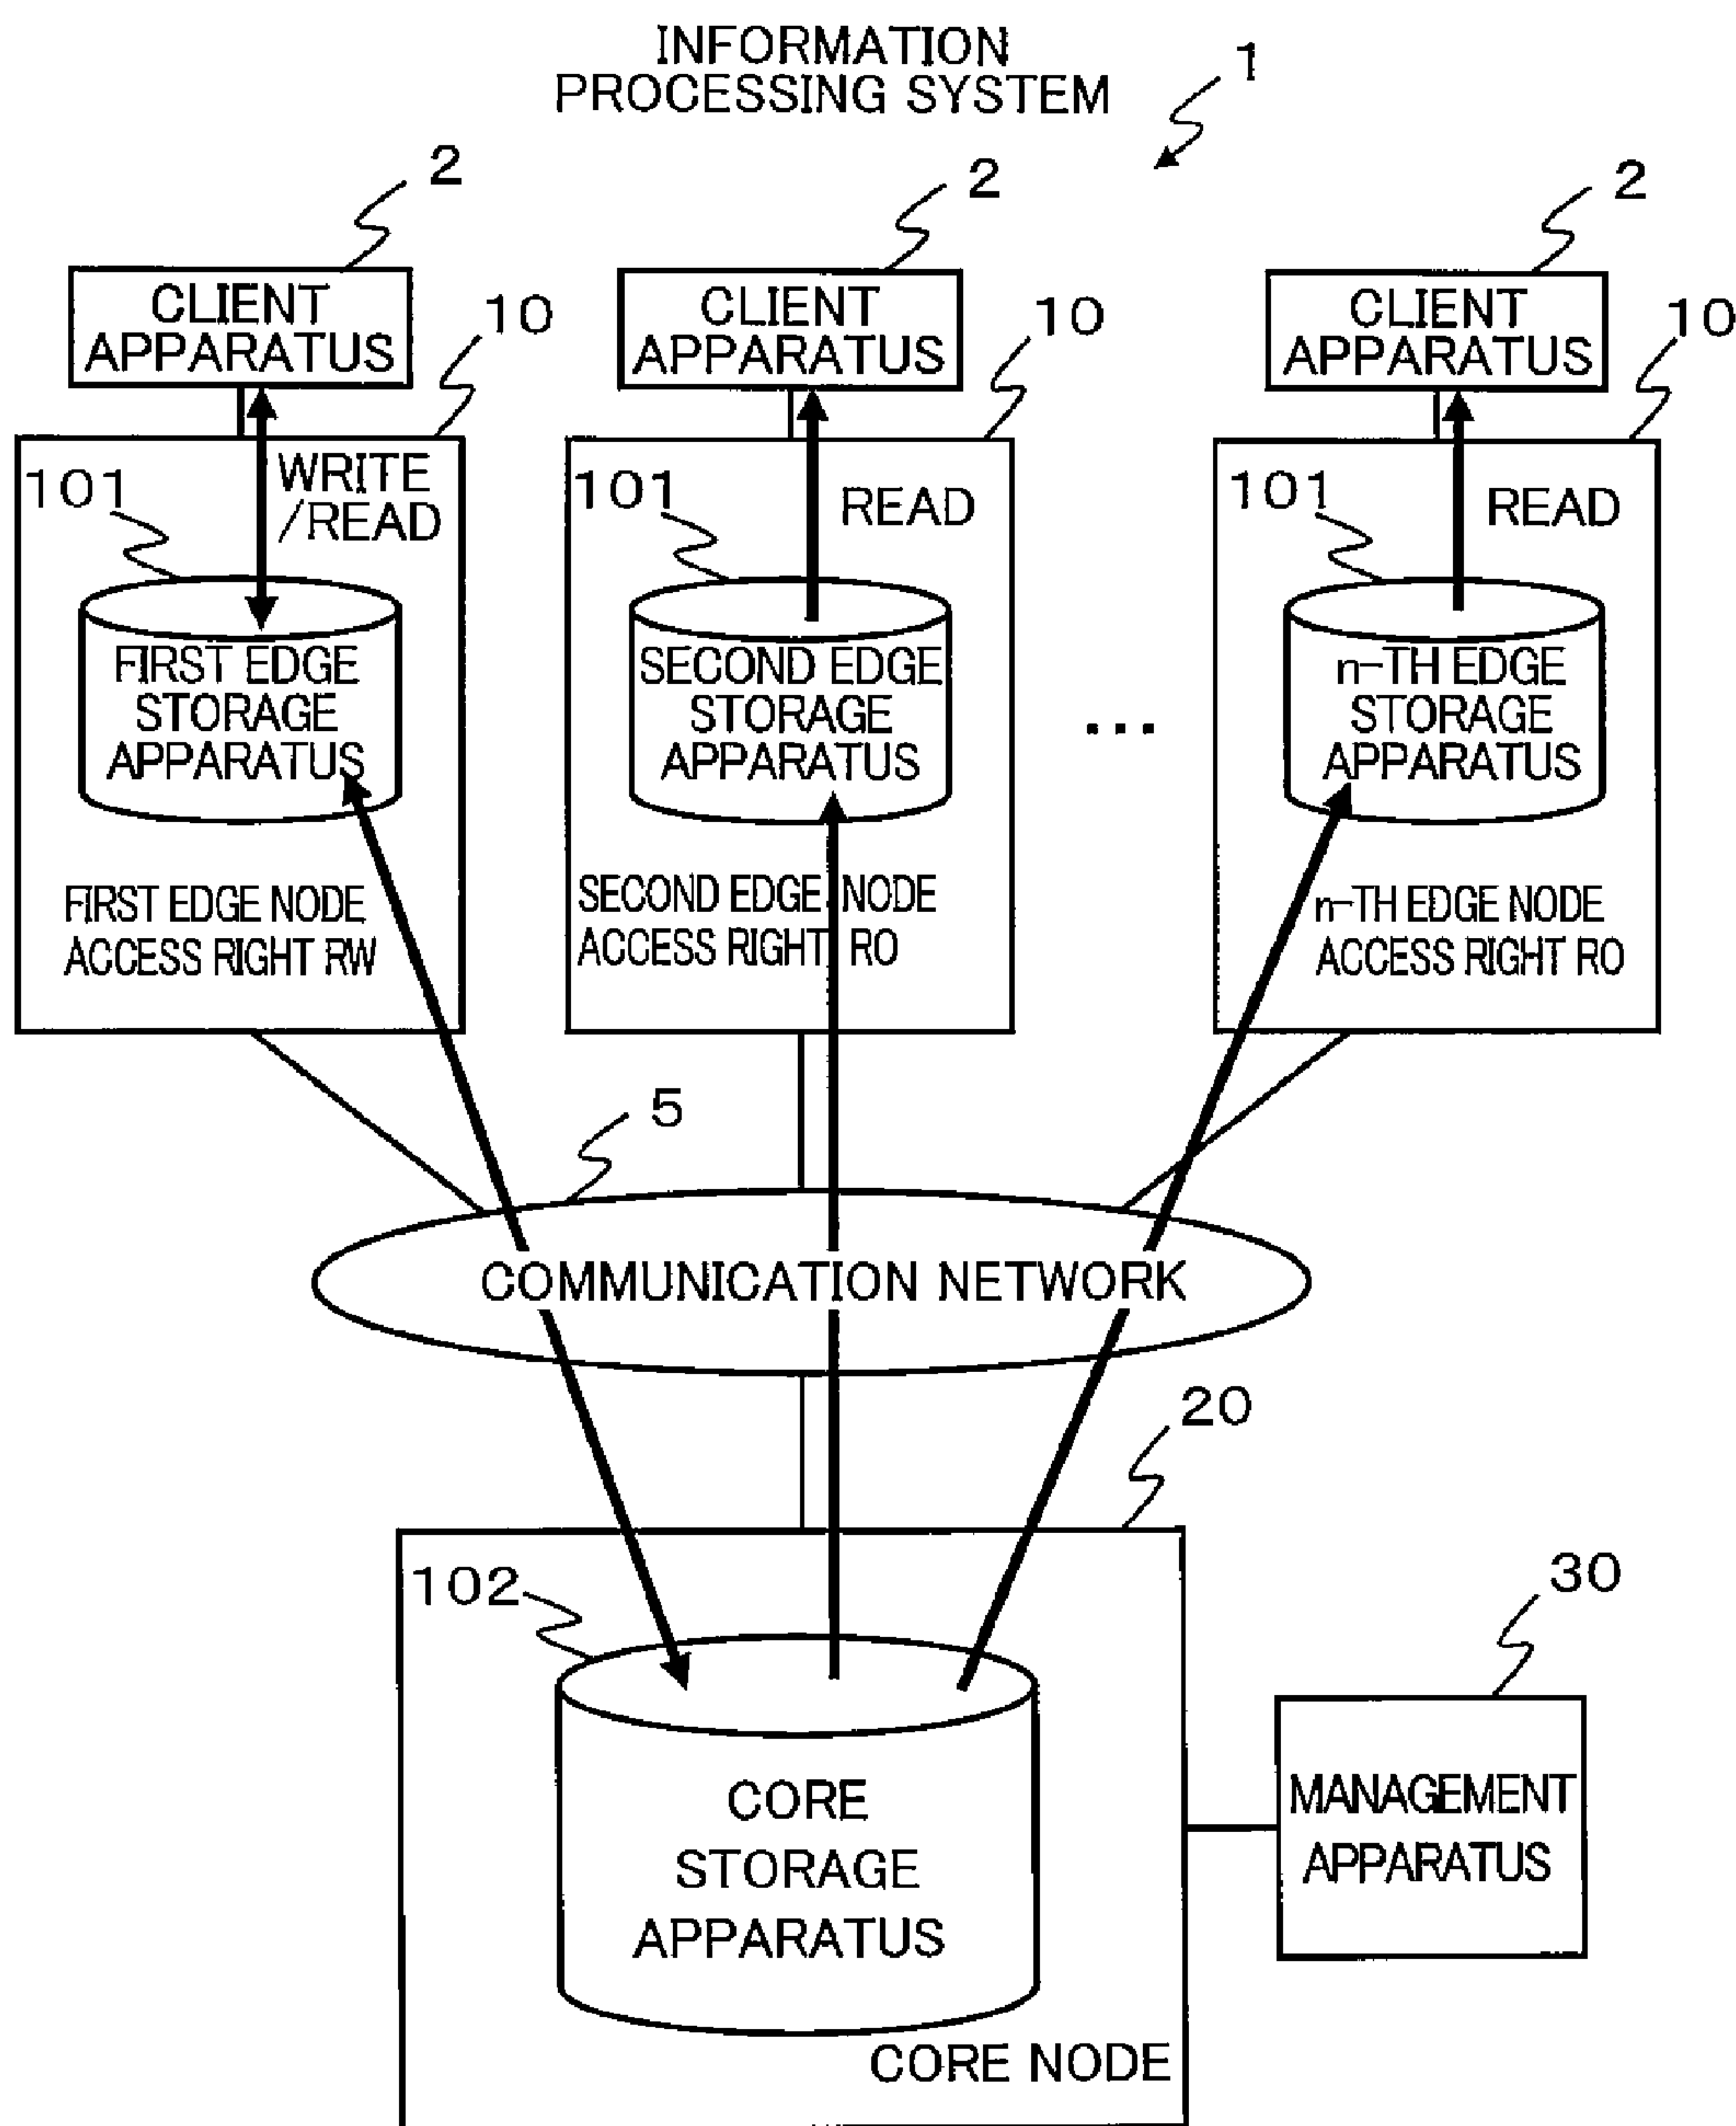 INFORMATION
PROCESSING SYSTEM
1
2
2
2
CLIENT
APPARATUS
10
CLIENT
APPARATUS
10
CLIENT
APPARATUS
10
101
WRITE
/READ
101
READ
101
READ
FIRST EDGE
STORAGE
APPARATUS
SECOND EDGE
STORAGE
APPARATUS
...
n-TH EDGE
STORAGE
APPARATUS
FIRST EDGE NODE
ACCESS RIGHT RW
SECOND EDGE NODE
ACCESS RIGHT RO
n-TH EDGE NODE
ACCESS RIGHT RO
5
COMMUNICATION NETWORK
20
102
30
CORE
STORAGE
APPARATUS
MANAGEMENT
APPARATUS
CORE NODE